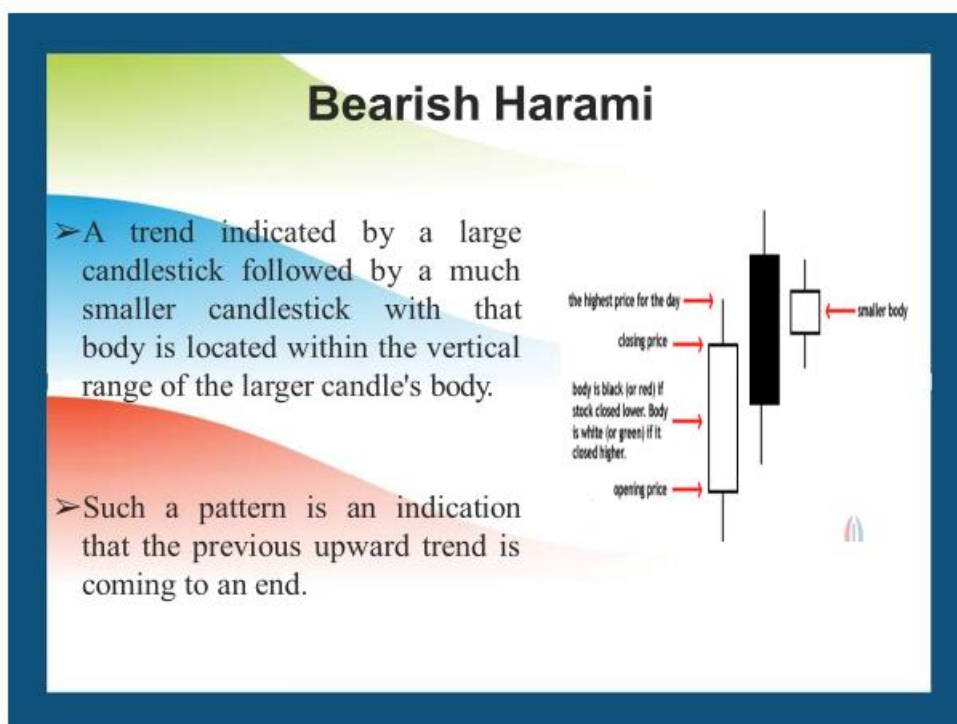 Bearish Harami
➢A trend indicated by a large
candlestick followed by a much
smaller candlestick with that
body is located within the vertical
range of the larger candle's body.
➢Such a pattern is an indication
that the previous upward trend is
coming to an end.
the highest price for the day
closing price
body is black (or red) if
stock closed lower. Body
is white (or green) if it
closed higher.
opening price
smaller body